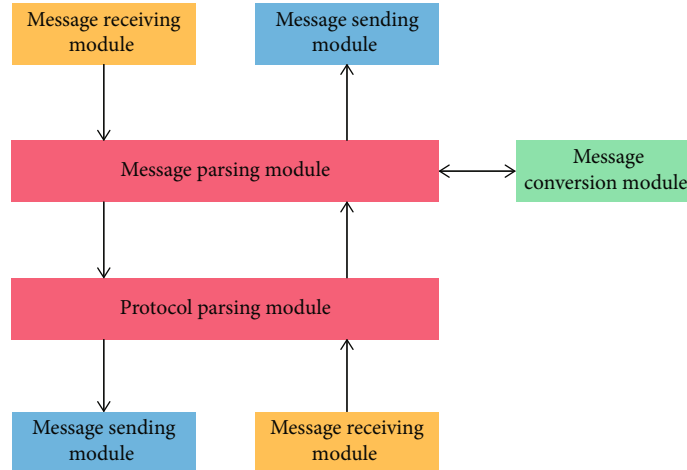 Message receiving
module
Message sending
module
Message parsing module
Message
conversion module
Protocol parsing module
Message sending
module
Message receiving
module